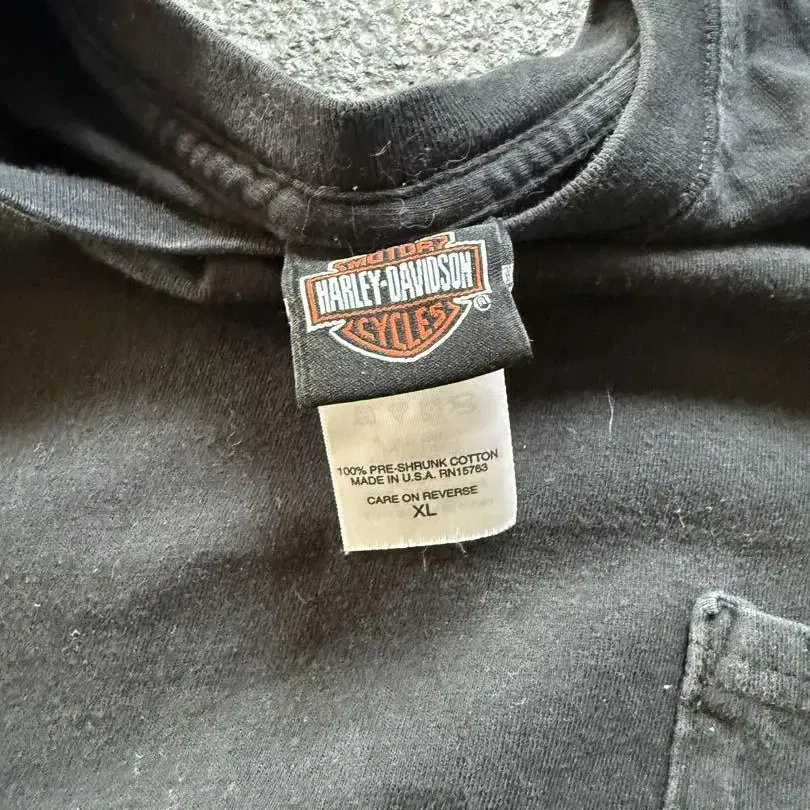 MOTOR
HARLEY-DAVIDSON
CYCLES
®
100% PRE-SHRUNK COTTON
MADE IN U.S.A. RN15763
CARE ON REVERSE
XL